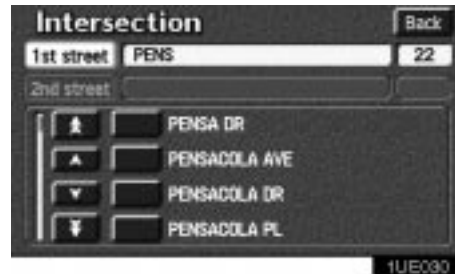 Intersection Back
1st street PENS 22
2nd street
PENSA DR
PENSACOLA AVE
PENSACOLA DR
PENSACOLA PL
1UE030